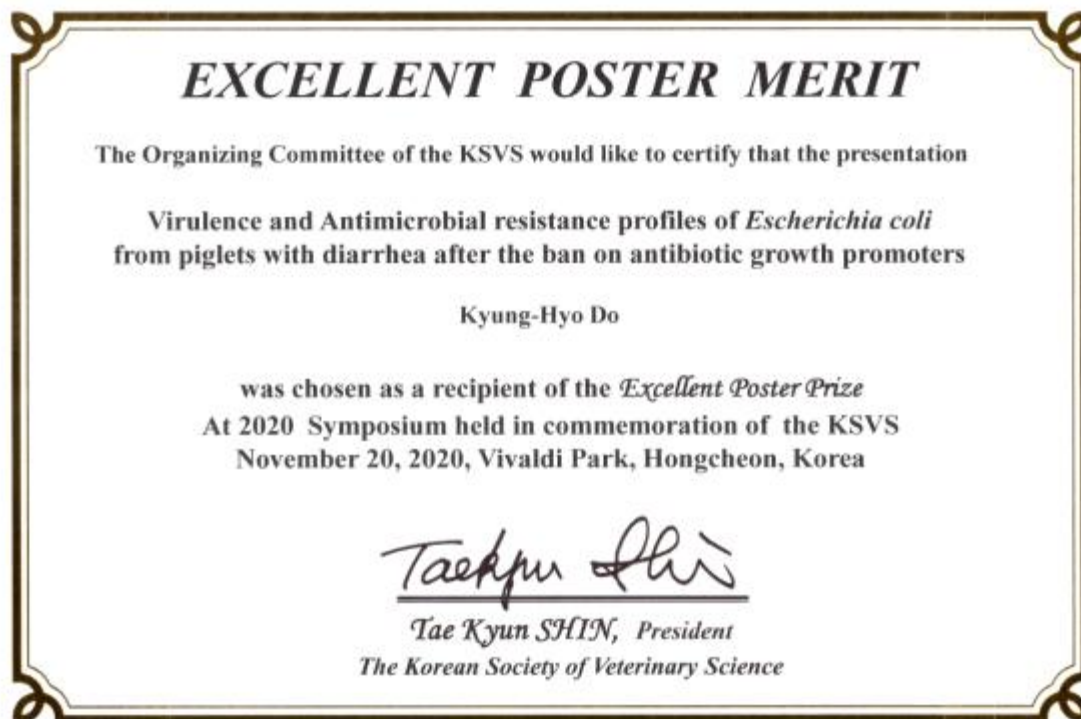 EXCELLENT POSTER MERIT
The Organizing Committee of the KSVS would like to certify that the presentation
Virulence and Antimicrobial resistance profiles of Escherichia coli
from piglets with diarrhea after the ban on antibiotic growth promoters
Kyung-Hyo Do
was chosen as a recipient of the Excellent Poster Prize
At 2020 Symposium held in commemoration of the KSVS
November 20, 2020, Vivaldi Park, Hongcheon, Korea
Taekyun Shin
Tae Kyun SHIN, President
The Korean Society of Veterinary Science